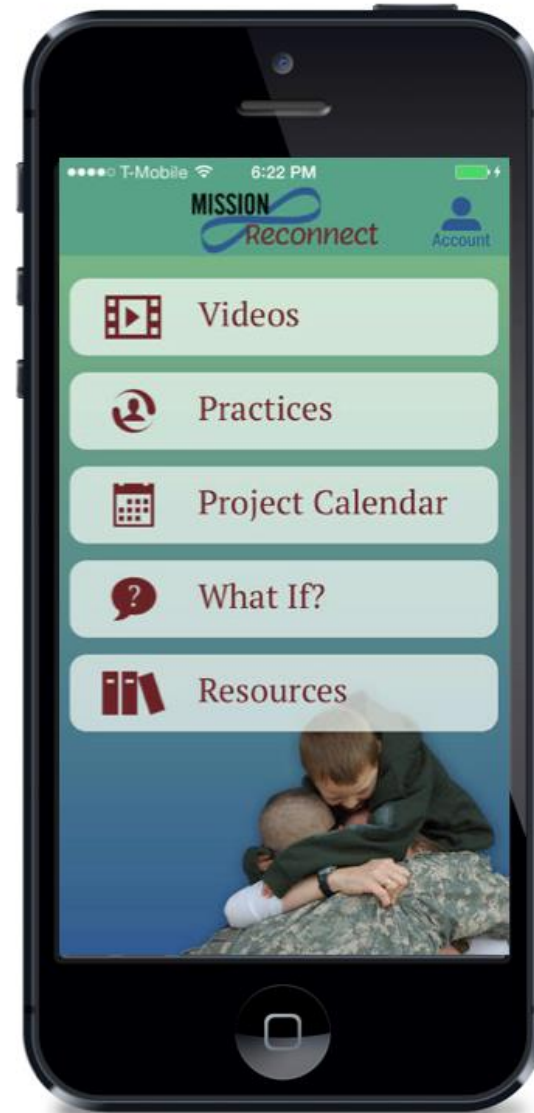 T-Mobile 6:22 PM
MISSION
Reconnect
Account
Videos
Practices
Project Calendar
? What If?
Resources